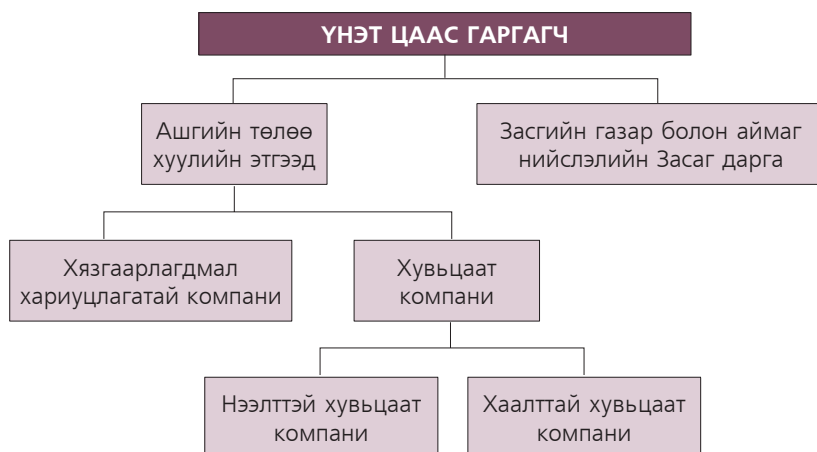 ҮНЭТ ЦААС ГАРГАГЧ
Ашгийн төлөө
хуулийн этгээд
Засгийн газар болон аймаг
нийслэлийн Засаг дарга
Хязгаарлагдмал
хариуцлагатай компани
Хувьцаат
компани
Нээлттэй хувьцаат
компани
Хаалттай хувьцаат
компани